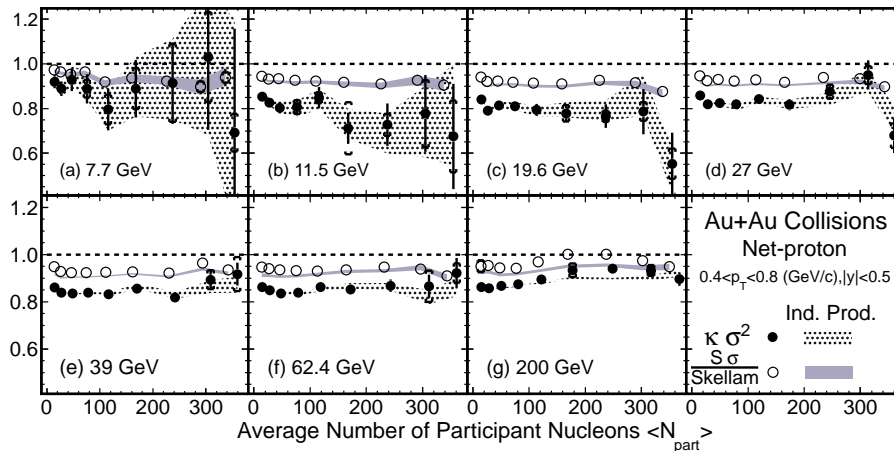 1.2
1.0
0.8
0.6
(a) 7.7 GeV
(b) 11.5 GeV
(c) 19.6 GeV
(d) 27 GeV
0 100 200 300
1.2
1.0
0.8
0.6
(e) 39 GeV
(f) 62.4 GeV
(g) 200 GeV
Au+Au Collisions
Net-proton
0.4<p_T<0.8 (GeV/c),|y|<0.5
Ind. Prod.
κ σ²
S σ
Skellam
0 100 200 300 0 100 200 300 0 100 200 300
Average Number of Participant Nucleons <N_part>